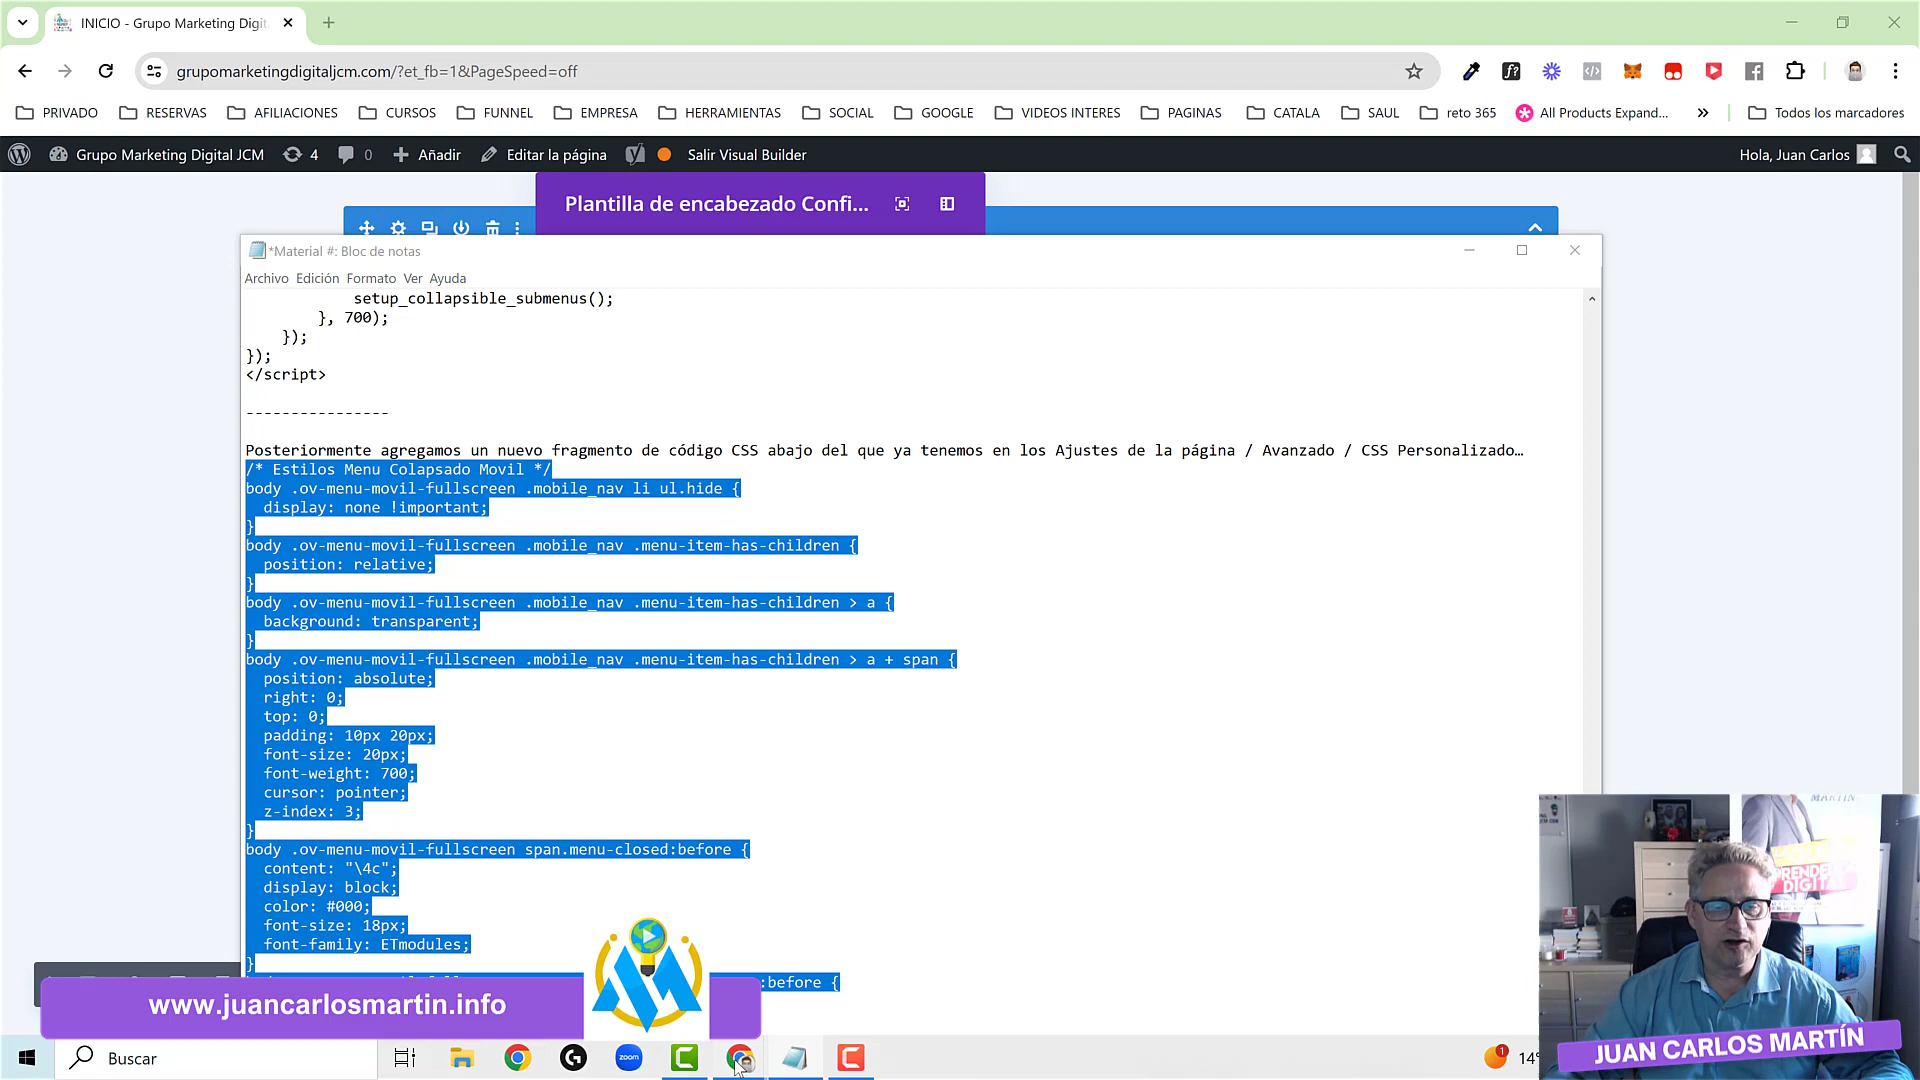 INICIO - Grupo Marketing Digit
grupomarketingdigitaljcm.com/?et_fb=1&PageSpeed=off
PRIVADO RESERVAS AFILIACIONES CURSOS FUNNEL EMPRESA HERRAMIENTAS SOCIAL GOOGLE VIDEOS INTERES PAGINAS CATALA SAUL reto 365 All Products Expand... » Todos los marcadores
Grupo Marketing Digital JCM 4 0 Añadir Editar la página Salir Visual Builder Hola, Juan Carlos
Plantilla de encabezado Confi...
*Material #: Bloc de notas
Archivo Edición Formato Ver Ayuda
setup_collapsible_submenus();
}, 700);
});
});
</script>
----------------
Posteriormente agregamos un nuevo fragmento de código CSS abajo del que ya tenemos en los Ajustes de la página / Avanzado / CSS Personalizado…
/* Estilos Menu Colapsado Movil */
body .ov-menu-movil-fullscreen .mobile_nav li ul.hide {
display: none !important;
}
body .ov-menu-movil-fullscreen .mobile_nav .menu-item-has-children {
position: relative;
}
body .ov-menu-movil-fullscreen .mobile_nav .menu-item-has-children > a {
background: transparent;
}
body .ov-menu-movil-fullscreen .mobile_nav .menu-item-has-children > a + span {
position: absolute;
right: 0;
top: 0;
padding: 10px 20px;
font-size: 20px;
font-weight: 700;
cursor: pointer;
z-index: 3;
}
body .ov-menu-movil-fullscreen span.menu-closed:before {
content: "\4c";
display: block;
color: #000;
font-size: 18px;
font-family: ETmodules;
}
:before {
www.juancarlosmartin.info
MARTÍN
PRENDER
DIGITA
JUAN CARLOS MARTÍN
Buscar
zoom
1
14°